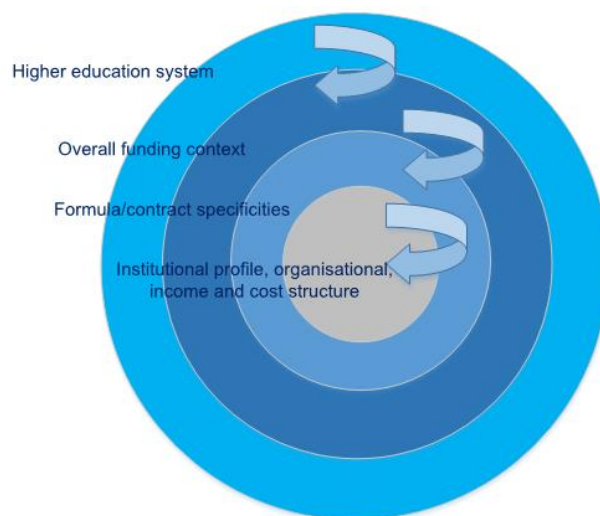 Higher education system
Overall funding context
Formula/contract specificities
Institutional profile, organisational,
income and cost structure